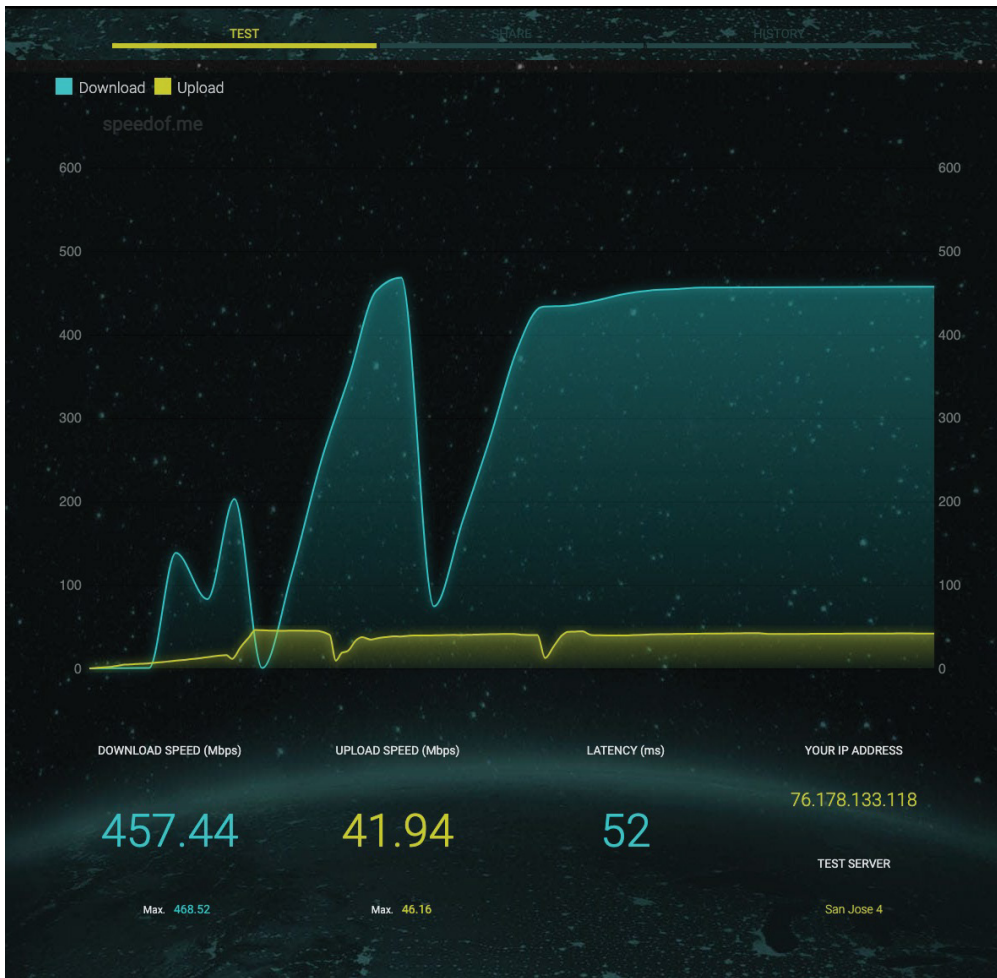 TEST SHARE HISTORY
Download Upload
speedof.me
600 600
500 500
400 400
300 300
200 200
100 100
0 0
DOWNLOAD SPEED (Mbps) UPLOAD SPEED (Mbps) LATENCY (ms) YOUR IP ADDRESS
76.178.133.118
457.44 41.94 52
TEST SERVER
Max. 468.52 Max. 46.16 San Jose 4